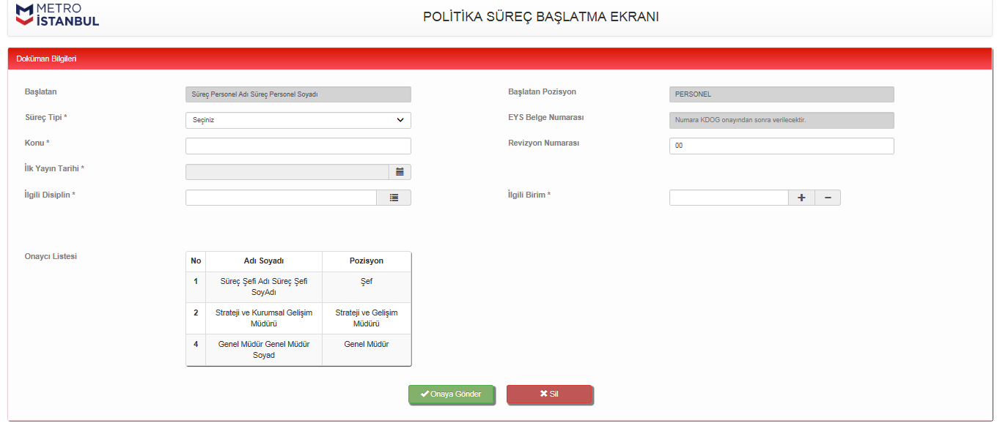 METRO
İSTANBUL
POLİTİKA SÜREÇ BAŞLATMA EKRANI
Doküman Bilgileri
Başlatan
Süreç Personel Adı Süreç Personel Soyadı
Başlatan Pozisyon
PERSONEL
Süreç Tipi *
Seçiniz
EYS Belge Numarası
Numara KDOG onayından sonra verilecektir.
Konu *
Revizyon Numarası
00
İlk Yayın Tarihi *
İlgili Disiplin *
İlgili Birim *
Onaycı Listesi
No Adı Soyadı Pozisyon
1 Süreç Şefi Adı Süreç Şefi Şef
SoyAdı
2 Strateji ve Kurumsal Gelişim Strateji ve Gelişim
Müdürü Müdürü
4 Genel Müdür Genel Müdür Genel Müdür
Soyad
Onaya Gönder
Sil